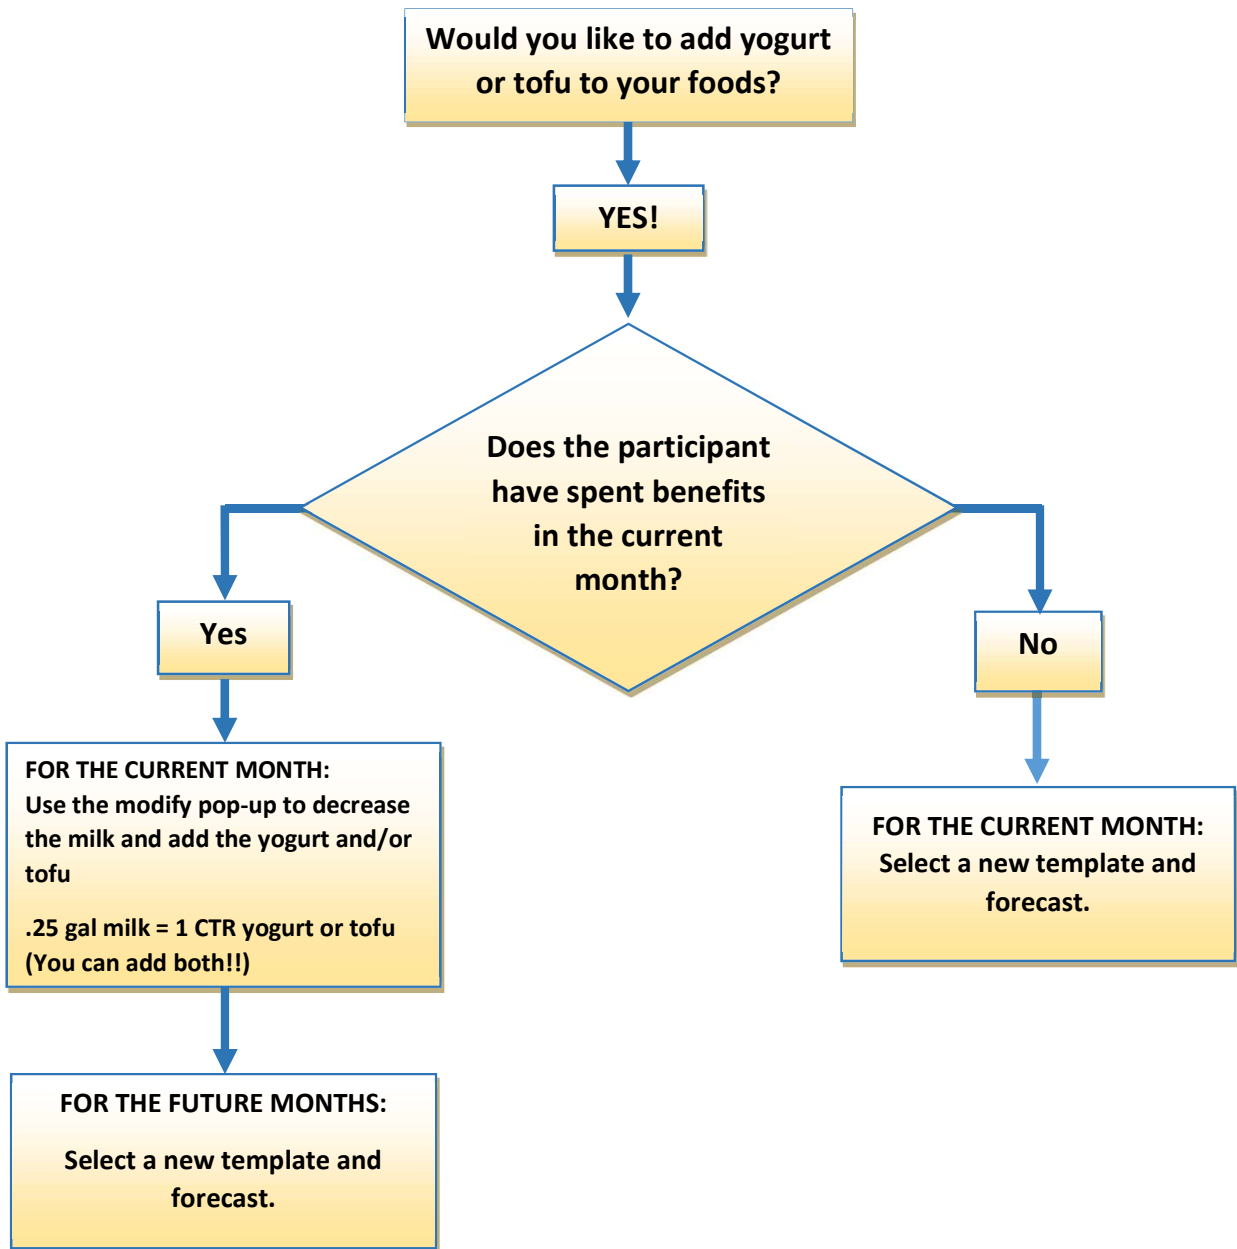 Would you like to add yogurt
or tofu to your foods?
YES!
Does the participant
have spent benefits
in the current
month?
Yes
No
FOR THE CURRENT MONTH:
Use the modify pop-up to decrease
the milk and add the yogurt and/or
tofu
.25 gal milk = 1 CTR yogurt or tofu
(You can add both!!)
FOR THE CURRENT MONTH:
Select a new template and
forecast.
FOR THE FUTURE MONTHS:
Select a new template and
forecast.